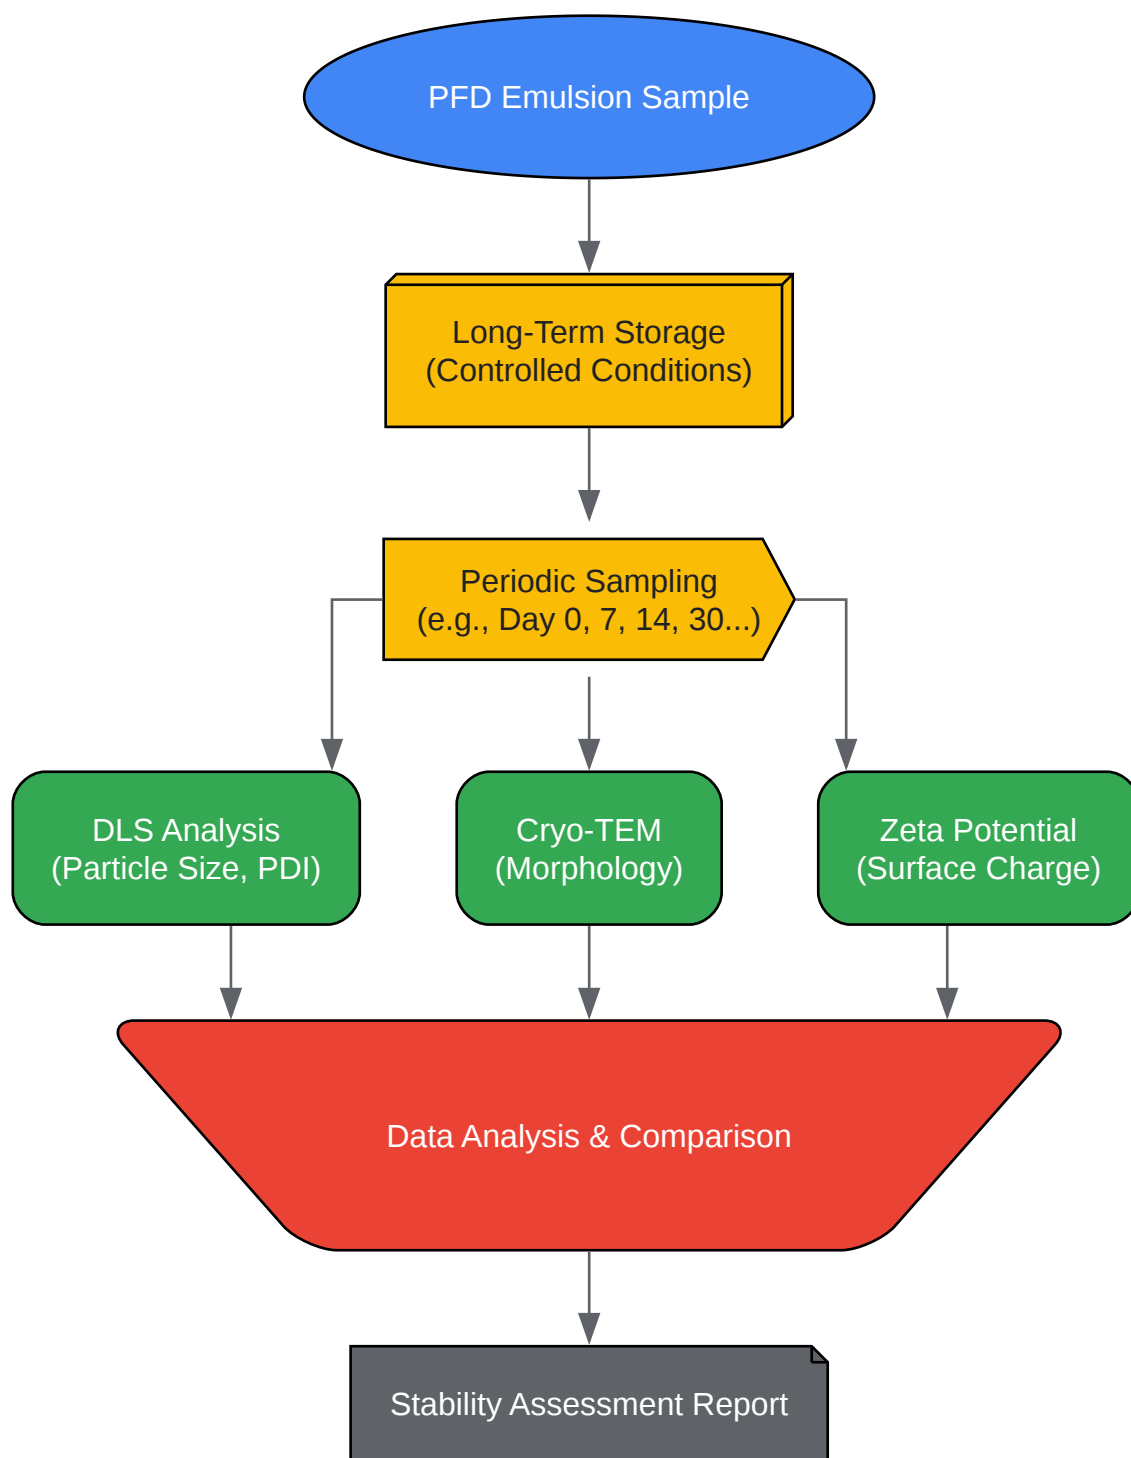 PFD Emulsion Sample
Long-Term Storage
(Controlled Conditions)
Periodic Sampling
(e.g., Day 0, 7, 14, 30...)
DLS Analysis
(Particle Size, PDI)
Cryo-TEM
(Morphology)
Zeta Potential
(Surface Charge)
Data Analysis & Comparison
Stability Assessment Report